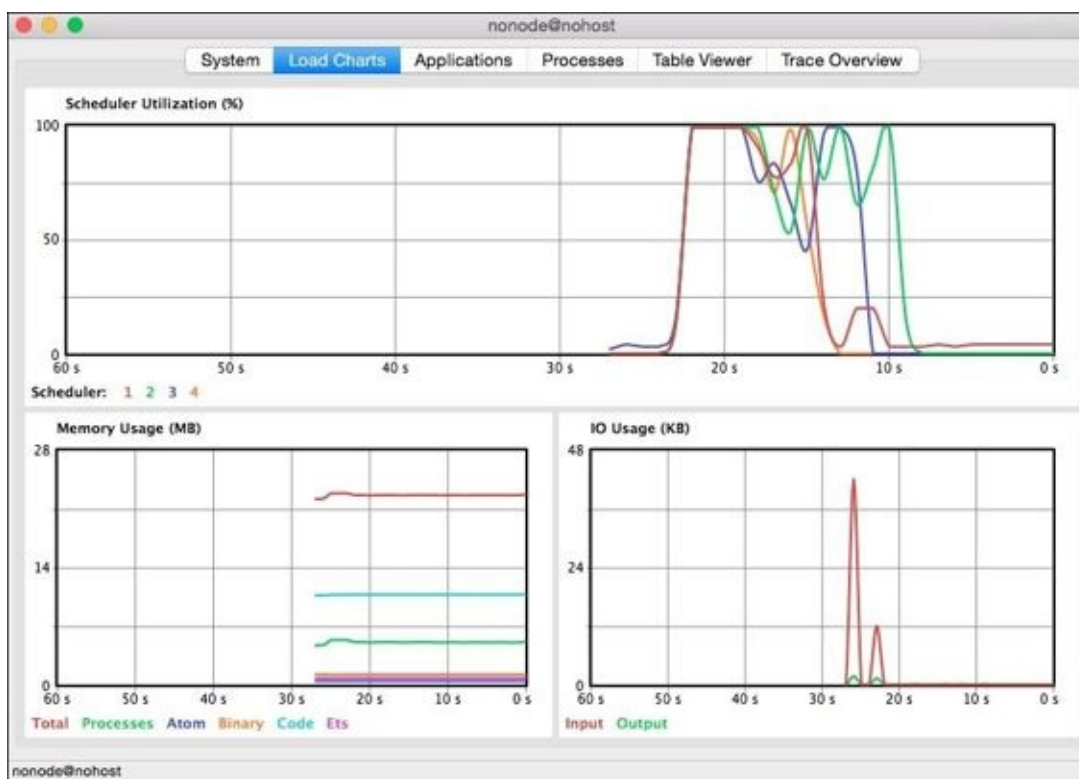 nonode@nohost
System Load Charts Applications Processes Table Viewer Trace Overview
Scheduler Utilization (%)
100
50
0
60 s 50 s 40 s 30 s 20 s 10 s 0 s
Scheduler: 1 2 3 4
Memory Usage (MB)
28
14
0
60 s 50 s 40 s 30 s 20 s 10 s 0 s
Total Processes Atom Binary Code Ets
IO Usage (KB)
48
24
0
60 s 50 s 40 s 30 s 20 s 10 s 0 s
Input Output
nonode@nohost